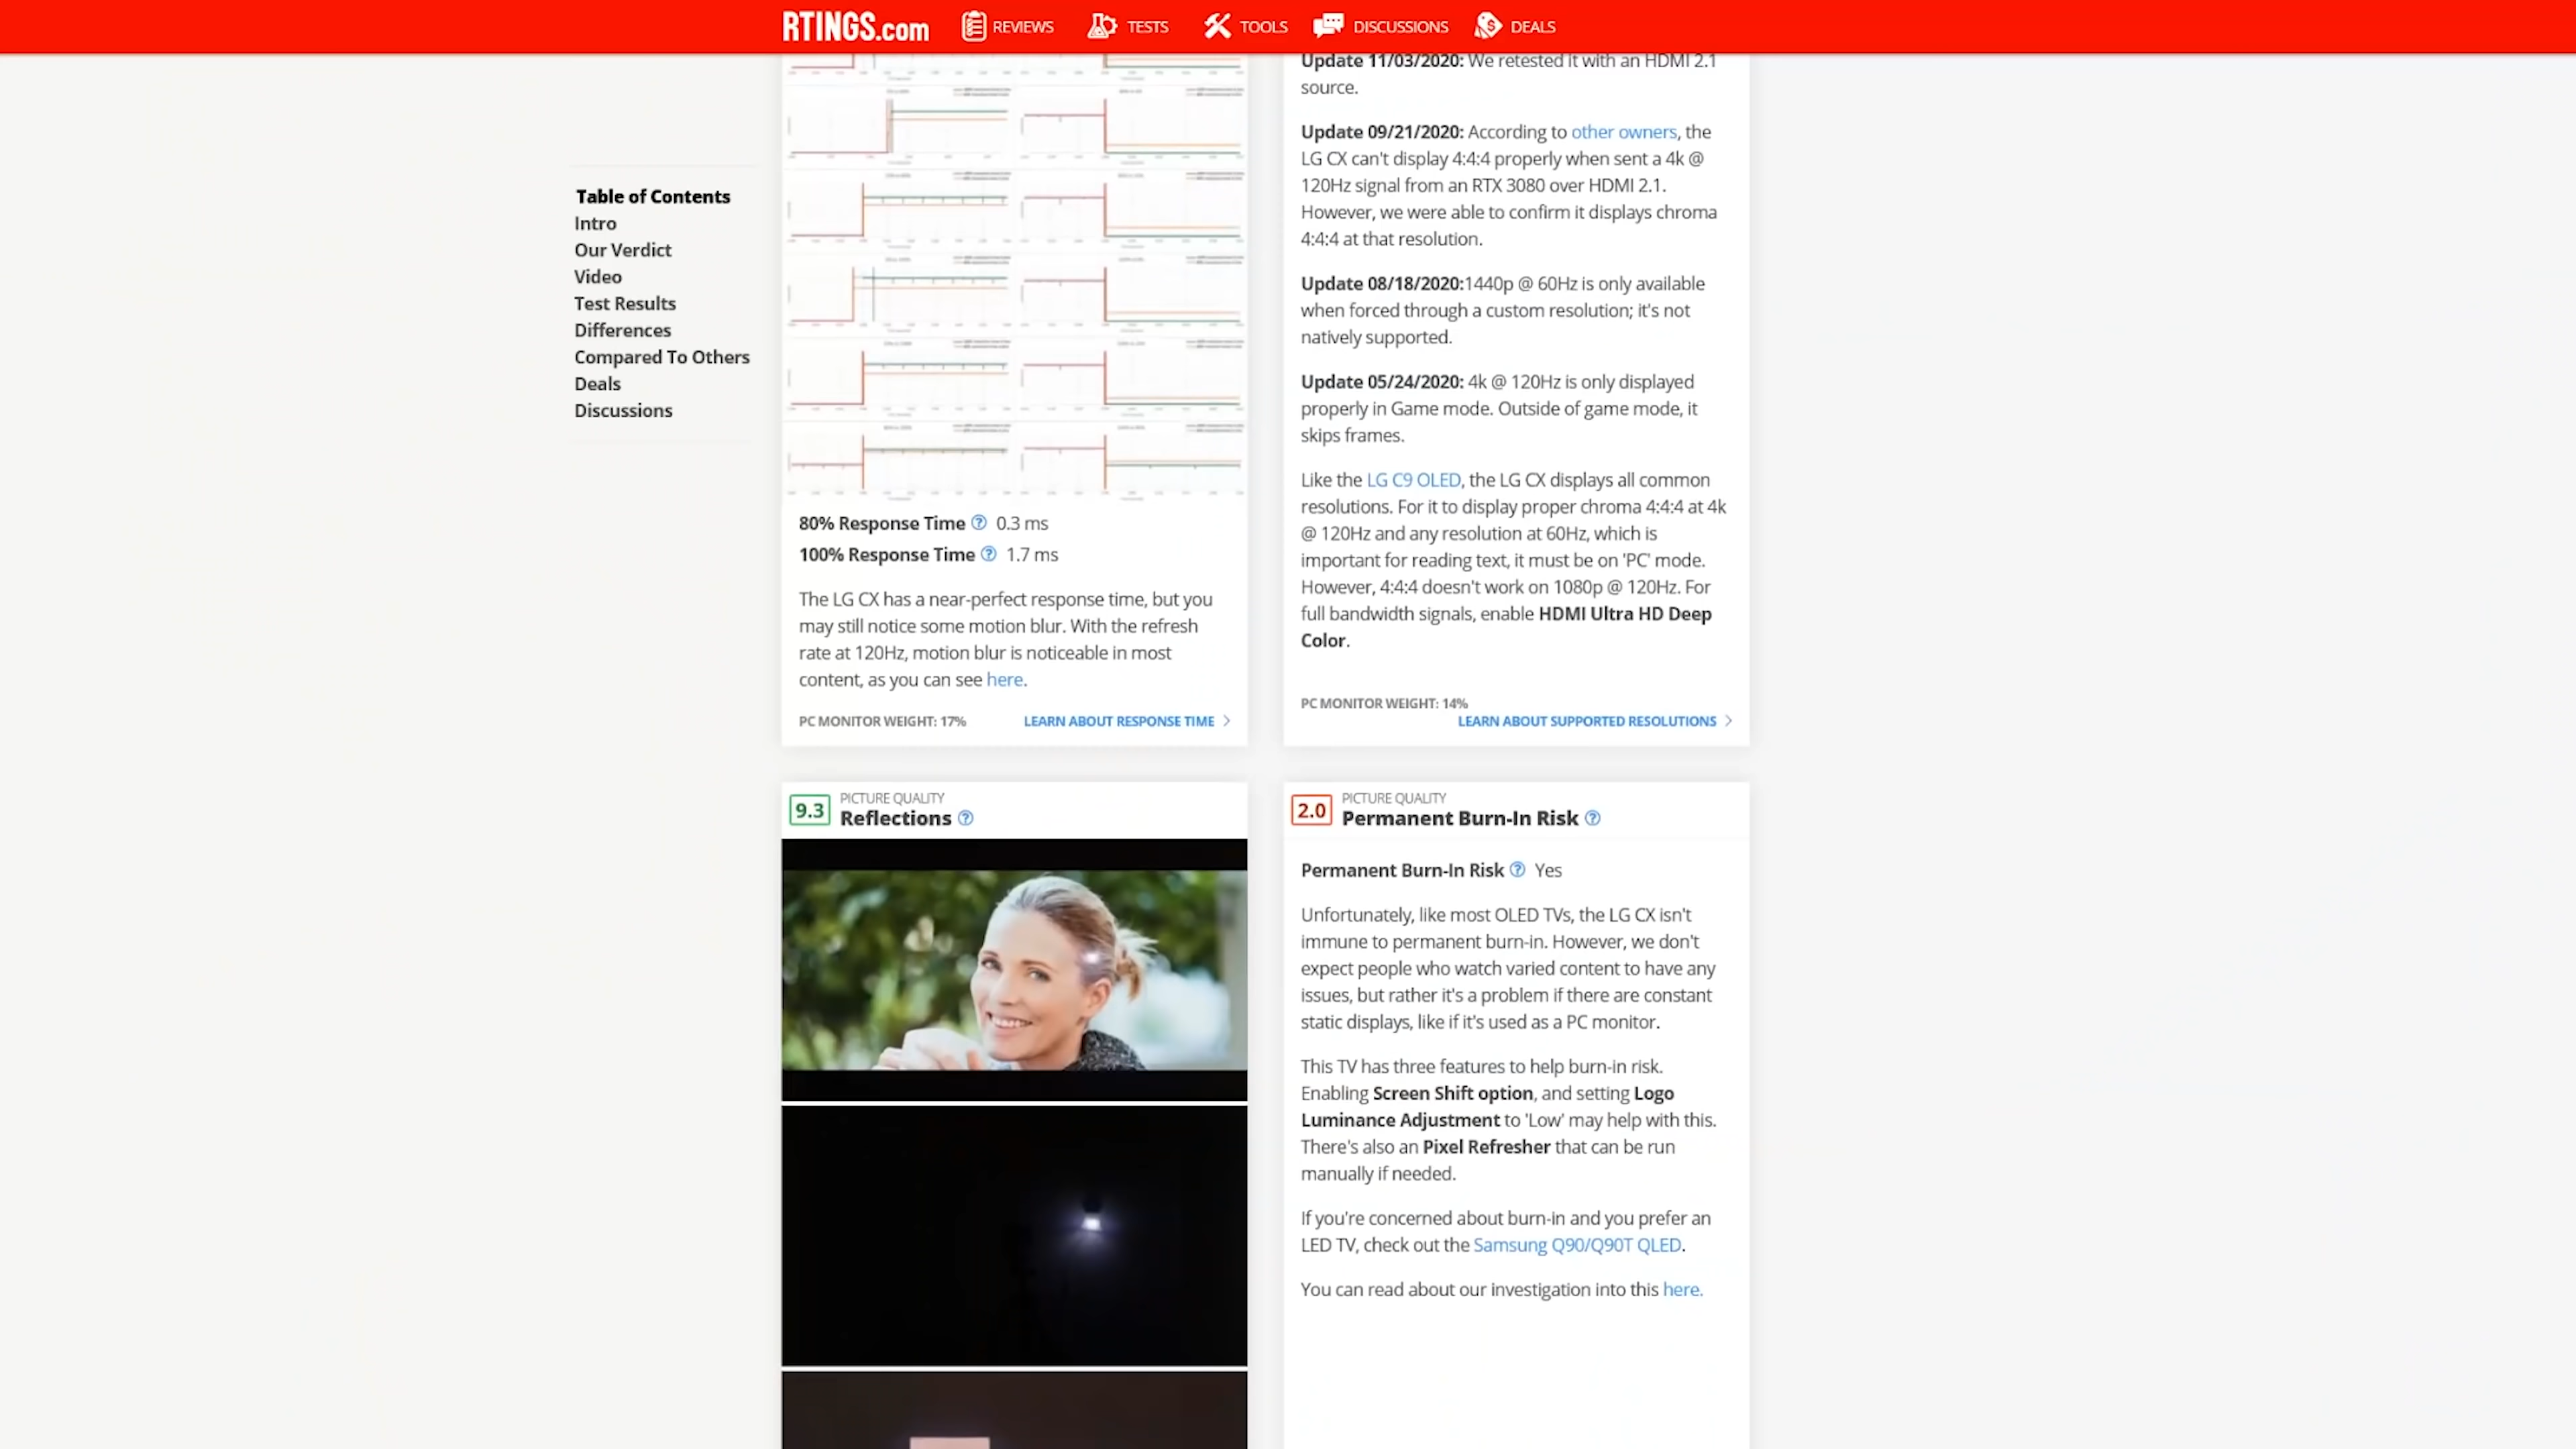 RTINGS.com REVIEWS TESTS TOOLS DISCUSSIONS DEALS
Table of Contents
Intro
Our Verdict
Video
Test Results
Differences
Compared To Others
Deals
Discussions
80% Response Time ? 0.3 ms
100% Response Time ? 1.7 ms
The LG CX has a near-perfect response time, but you
may still notice some motion blur. With the refresh
rate at 120Hz, motion blur is noticeable in most
content, as you can see here.
PC MONITOR WEIGHT: 17% LEARN ABOUT RESPONSE TIME
Update 11/03/2020: We retested it with an HDMI 2.1
source.
Update 09/21/2020: According to other owners, the
LG CX can't display 4:4:4 properly when sent a 4k @
120Hz signal from an RTX 3080 over HDMI 2.1.
However, we were able to confirm it displays chroma
4:4:4 at that resolution.
Update 08/18/2020:1440p @ 60Hz is only available
when forced through a custom resolution; it's not
natively supported.
Update 05/24/2020: 4k @ 120Hz is only displayed
properly in Game mode. Outside of game mode, it
skips frames.
Like the LG C9 OLED, the LG CX displays all common
resolutions. For it to display proper chroma 4:4:4 at 4k
@ 120Hz and any resolution at 60Hz, which is
important for reading text, it must be on 'PC' mode.
However, 4:4:4 doesn't work on 1080p @ 120Hz. For
full bandwidth signals, enable HDMI Ultra HD Deep
Color.
PC MONITOR WEIGHT: 14%
LEARN ABOUT SUPPORTED RESOLUTIONS
9.3 PICTURE QUALITY
Reflections ?
2.0 PICTURE QUALITY
Permanent Burn-In Risk ?
Permanent Burn-In Risk ? Yes
Unfortunately, like most OLED TVs, the LG CX isn't
immune to permanent burn-in. However, we don't
expect people who watch varied content to have any
issues, but rather it's a problem if there are constant
static displays, like if it's used as a PC monitor.
This TV has three features to help burn-in risk.
Enabling Screen Shift option, and setting Logo
Luminance Adjustment to 'Low' may help with this.
There's also an Pixel Refresher that can be run
manually if needed.
If you're concerned about burn-in and you prefer an
LED TV, check out the Samsung Q90/Q90T QLED.
You can read about our investigation into this here.